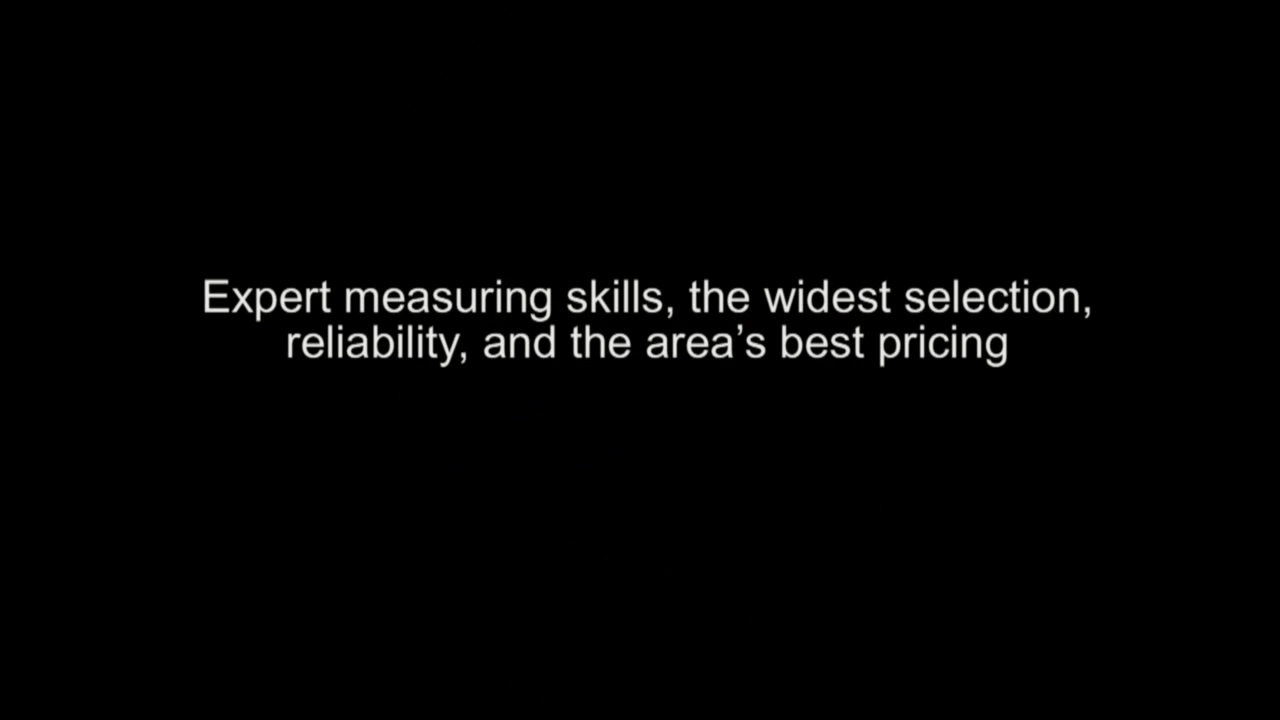 Expert measuring skills, the widest selection,
reliability, and the area’s best pricing